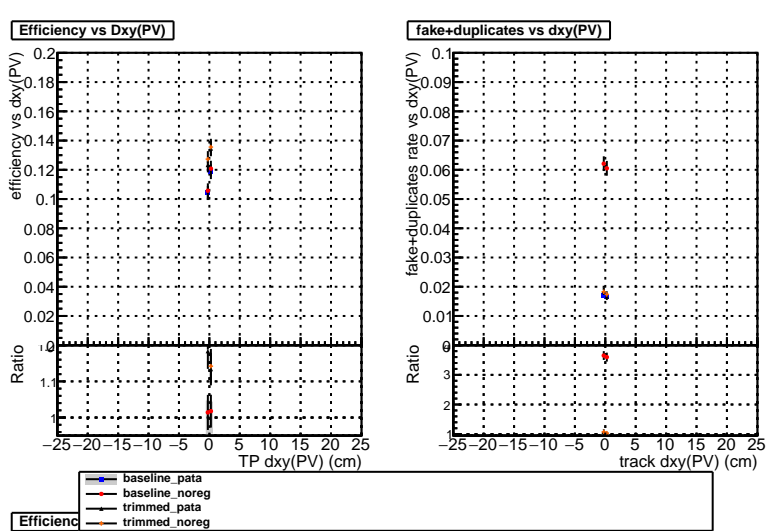 Efficiency vs Dxy(PV)
efficiency vs dxy(PV)
0.2
0.18
0.16
0.14
0.12
0.1
0.08
0.06
0.04
0.02
0
Ratio
1.1
1
−25 −20 −15 −10 −5 0 5 10 15 20 25
TP dxy(PV) (cm)
fake+duplicates vs dxy(PV)
fake+duplicates rate vs dxy(PV)
0.1
0.09
0.08
0.07
0.06
0.05
0.04
0.03
0.02
0.01
Ratio
3
2
1
−25 −20 −15 −10 −5 0 5 10 15 20 25
track dxy(PV) (cm)
baseline_pata
baseline_noreg
trimmed_pata
trimmed_noreg
Efficienc